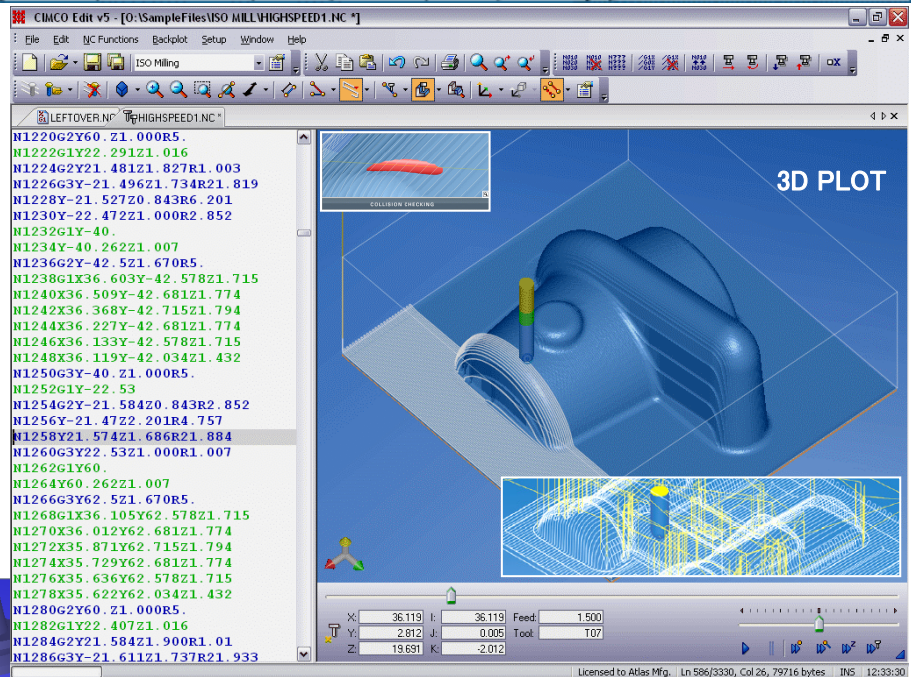 CIMCO Edit v5 - [O:\SampleFiles\ISO MILL\HIGHSPEED1.NC *]
File Edit NC Functions Backplot Setup Window Help
ISO Milling
LEFTOVER.NC HIGHSPEED1.NC *
N1220G2Y60.Z1.000R5.
N1222G1Y22.291Z1.016
N1224G2Y21.481Z1.827R1.003
N1226G3Y-21.496Z1.734R21.819
N1228Y-21.527Z0.843R6.201
N1230Y-22.472Z1.000R2.852
N1232G1Y-40.
N1234Y-40.262Z1.007
N1236G2Y-42.5Z1.670R5.
N1238G1X36.603Y-42.578Z1.715
N1240X36.509Y-42.681Z1.774
N1242X36.368Y-42.715Z1.794
N1244X36.227Y-42.681Z1.774
N1246X36.133Y-42.578Z1.715
N1248X36.119Y-42.034Z1.432
N1250G3Y-40.Z1.000R5.
N1252G1Y-22.53
N1254G2Y-21.584Z0.843R2.852
N1256Y-21.47Z2.201R4.757
N1258Y21.574Z1.686R21.884
N1260G3Y22.53Z1.000R1.007
N1262G1Y60.
N1264Y60.262Z1.007
N1266G3Y62.5Z1.670R5.
N1268G1X36.105Y62.578Z1.715
N1270X36.012Y62.681Z1.774
N1272X35.871Y62.715Z1.794
N1274X35.729Y62.681Z1.774
N1276X35.636Y62.578Z1.715
N1278X35.622Y62.034Z1.432
N1280G2Y60.Z1.000R5.
N1282G1Y22.407Z1.016
N1284G2Y21.584Z1.900R1.01
N1286G3Y-21.611Z1.737R21.933
COLLISION CHECKING
3D PLOT
X: 36.119 I: 36.119 Feed: 1.500
Y: 2.812 J: 0.005 Tool: T07
Z: 19.691 K: -2.012
Licensed to Atlas Mfg. Ln 586/3330, Col 26, 79716 bytes INS 12:33:30